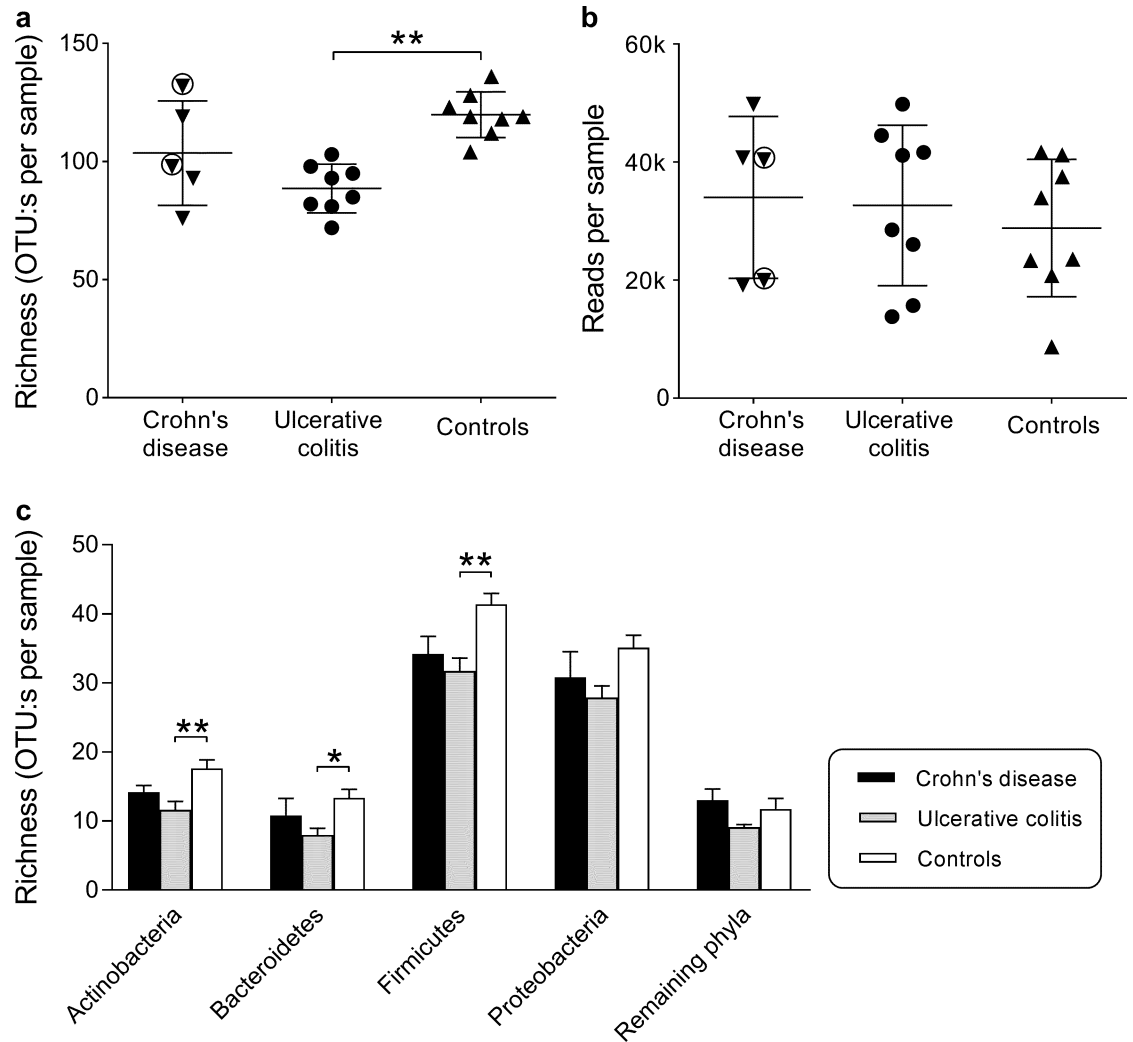 a
Richness (OTU:s per sample)
150
100
50
0
**
Crohn's
disease
Ulcerative
colitis
Controls
b
Reads per sample
60k
40k
20k
0
Crohn's
disease
Ulcerative
colitis
Controls
c
Richness (OTU:s per sample)
50
40
30
20
10
0
**
*
**
Actinobacteria
Bacteroidetes
Firmicutes
Proteobacteria
Remaining phyla
Crohn's disease
Ulcerative colitis
Controls